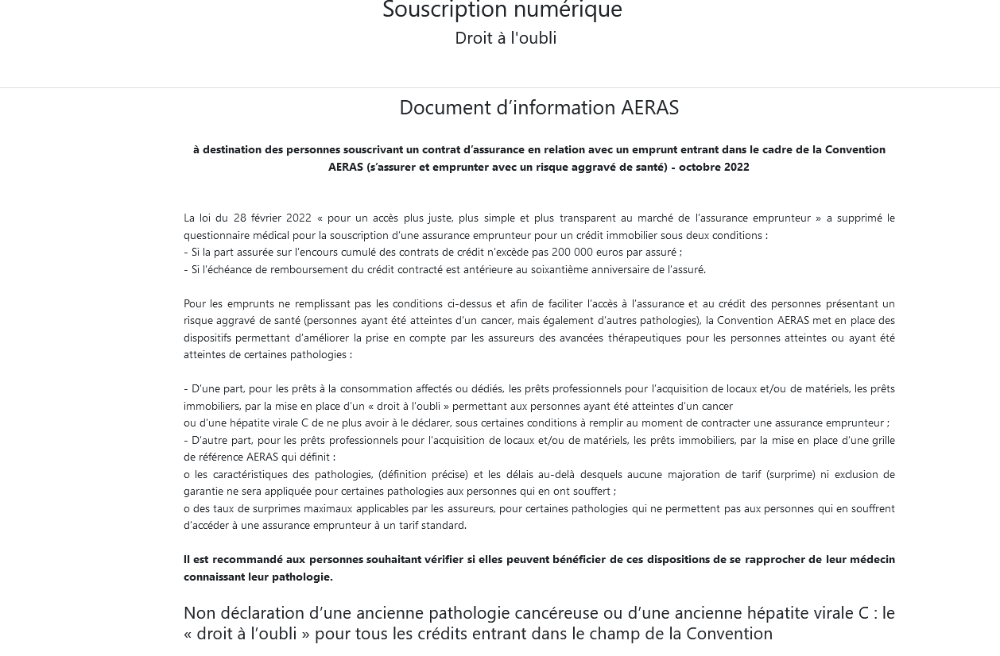 Souscription numérique
Droit à l'oubli
Document d’information AERAS
à destination des personnes souscrivant un contrat d’assurance en relation avec un emprunt entrant dans le cadre de la Convention
AERAS (s’assurer et emprunter avec un risque aggravé de santé) - octobre 2022
La loi du 28 février 2022 « pour un accès plus juste, plus simple et plus transparent au marché de l’assurance emprunteur » a supprimé le
questionnaire médical pour la souscription d’une assurance emprunteur pour un crédit immobilier sous deux conditions :
- Si la part assurée sur l’encours cumulé des contrats de crédit n’excède pas 200 000 euros par assuré ;
- Si l’échéance de remboursement du crédit contracté est antérieure au soixantième anniversaire de l’assuré.
Pour les emprunts ne remplissant pas les conditions ci-dessus et afin de faciliter l’accès à l’assurance et au crédit des personnes présentant un
risque aggravé de santé (personnes ayant été atteintes d’un cancer, mais également d’autres pathologies), la Convention AERAS met en place des
dispositifs permettant d’améliorer la prise en compte par les assureurs des avancées thérapeutiques pour les personnes atteintes ou ayant été
atteintes de certaines pathologies :
- D’une part, pour les prêts à la consommation affectés ou dédiés, les prêts professionnels pour l’acquisition de locaux et/ou de matériels, les prêts
immobiliers, par la mise en place d’un « droit à l’oubli » permettant aux personnes ayant été atteintes d’un cancer
ou d’une hépatite virale C de ne plus avoir à le déclarer, sous certaines conditions à remplir au moment de contracter une assurance emprunteur ;
- D’autre part, pour les prêts professionnels pour l’acquisition de locaux et/ou de matériels, les prêts immobiliers, par la mise en place d’une grille
de référence AERAS qui définit :
o les caractéristiques des pathologies, (définition précise) et les délais au-delà desquels aucune majoration de tarif (surprime) ni exclusion de
garantie ne sera appliquée pour certaines pathologies aux personnes qui en ont souffert ;
o des taux de surprimes maximaux applicables par les assureurs, pour certaines pathologies qui ne permettent pas aux personnes qui en souffrent
d’accéder à une assurance emprunteur à un tarif standard.
Il est recommandé aux personnes souhaitant vérifier si elles peuvent bénéficier de ces dispositions de se rapprocher de leur médecin
connaissant leur pathologie.
Non déclaration d’une ancienne pathologie cancéreuse ou d’une ancienne hépatite virale C : le
« droit à l’oubli » pour tous les crédits entrant dans le champ de la Convention